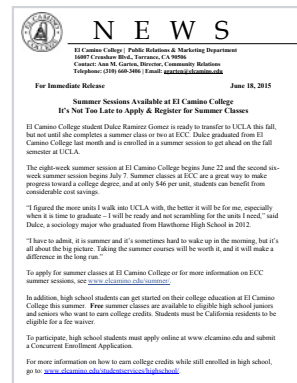 N E W S
El Camino College | Public Relations & Marketing Department
16007 Crenshaw Blvd., Torrance, CA 90506
Contact: Ann M. Garten, Director, Community Relations
Telephone: (310) 660-3406 | Email: agarten@elcamino.edu
For Immediate Release June 18, 2015
Summer Sessions Available at El Camino College
It's Not Too Late to Apply & Register for Summer Classes
El Camino College student Dulce Ramirez Gomez is ready to transfer to UCLA this fall,
but not until she completes a summer class or two at ECC. Dulce graduated from El
Camino last month and is enrolled in a summer session to get ahead on the fall
semester at UCLA.
The eight-week summer session begins June 22 and the second six-
week summer session begins July 7. Summer classes at ECC are a great way to make
progress toward a college degree, and at only $46 per unit, students can benefit from
considerable cost savings.
"I figured the more units I walk into UCLA with, the better it will be for me, especially
when it is time to graduate – I will be ready and not scrambling for the units I need," said
Dulce, a sociology major who graduated from Hawthorne High School in 2012.
"I have to admit, it is summer and it's sometimes hard to wake up in the morning, but it's
all about the big picture. Taking the summer courses will be worth it, and it will make a
difference in the long run."
To apply for summer classes at El Camino College or for more information on ECC
summer sessions, see www.elcamino.edu/summer/.
In addition, high school students can get started on their college education at El Camino
this summer. Free summer classes are available to eligible high school juniors
and seniors who want to earn college credits. Students must be California residents to be
eligible for a fee waiver.
To participate, high school students must apply online at www.elcamino.edu and submit
a Concurrent Enrollment Application.
For more information on how to earn college credits while still enrolled in high school,
go to: www.elcamino.edu/studentservices/highschool/.